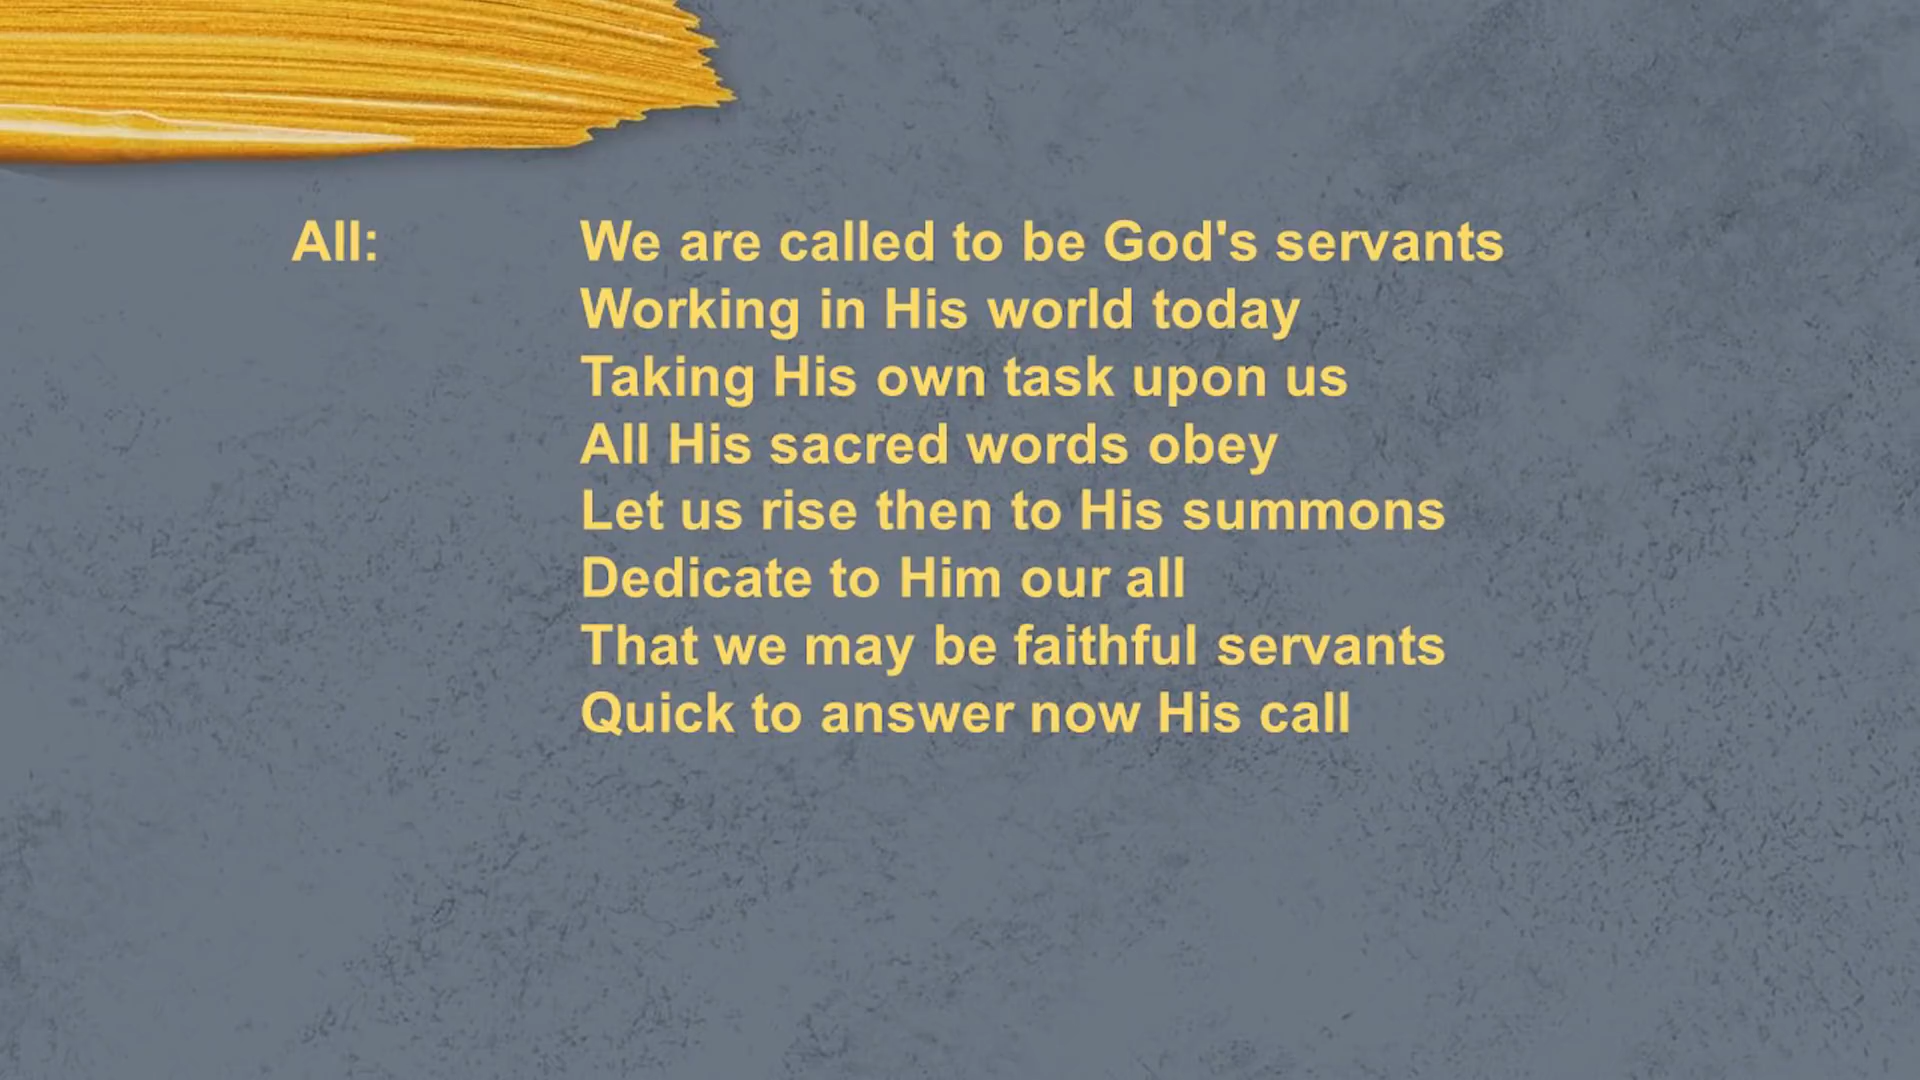 All: We are called to be God's servants
Working in His world today
Taking His own task upon us
All His sacred words obey
Let us rise then to His summons
Dedicate to Him our all
That we may be faithful servants
Quick to answer now His call